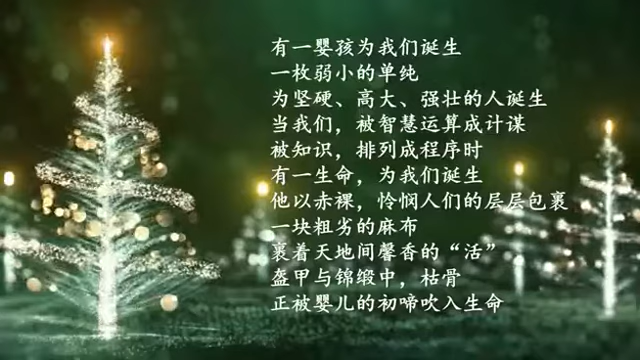 有一婴孩为我们诞生
一枚弱小的单纯
为坚硬、高大、强壮的人诞生
当我们，被智慧运算成计谋
被知识，排列成程序时
有一生命，为我们诞生
他以赤裸，怜悯人们的层层包裹
一块粗劣的麻布
裹着天地间馨香的“活”
盔甲与锦缎中，枯骨
正被婴儿的初啼吹入生命